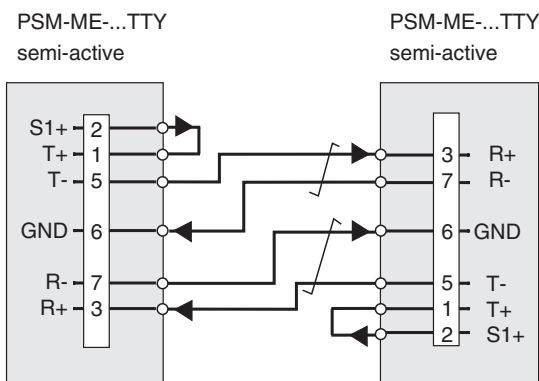 PSM-ME-...TTY
semi-active
PSM-ME-...TTY
semi-active
S1+ 2
T+ 1
T- 5
GND 6
R- 7
R+ 3
3 R+
7 R-
6 GND
5 T-
1 T+
2 S1+